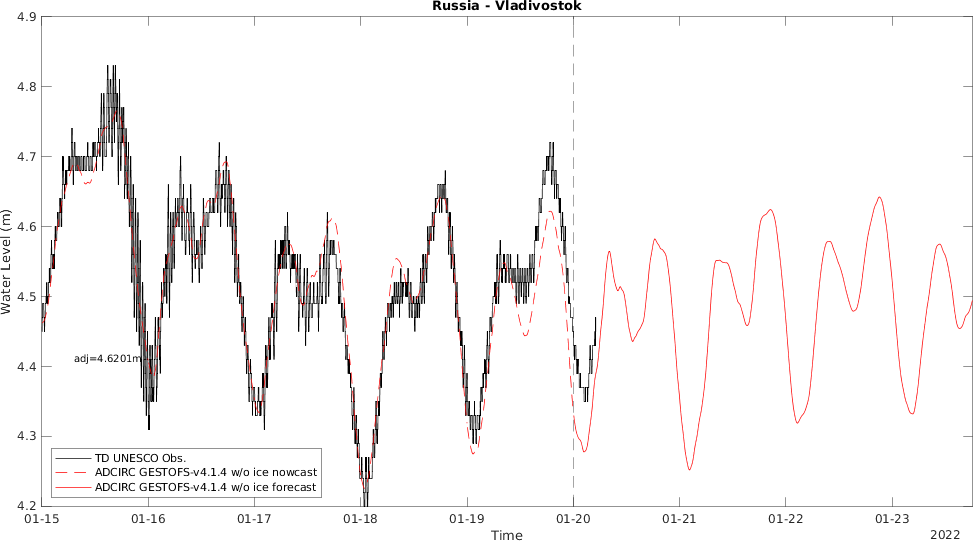 Russia - Vladivostok
4.9
4.8
4.7
4.6
4.5
4.4
4.3
4.2
Water Level (m)
adj=4.6201m
TD UNESCO Obs.
ADCIRC GESTOFS-v4.1.4 w/o ice nowcast
ADCIRC GESTOFS-v4.1.4 w/o ice forecast
01-15 01-16 01-17 01-18 01-19 01-20 01-21 01-22 01-23
Time
2022